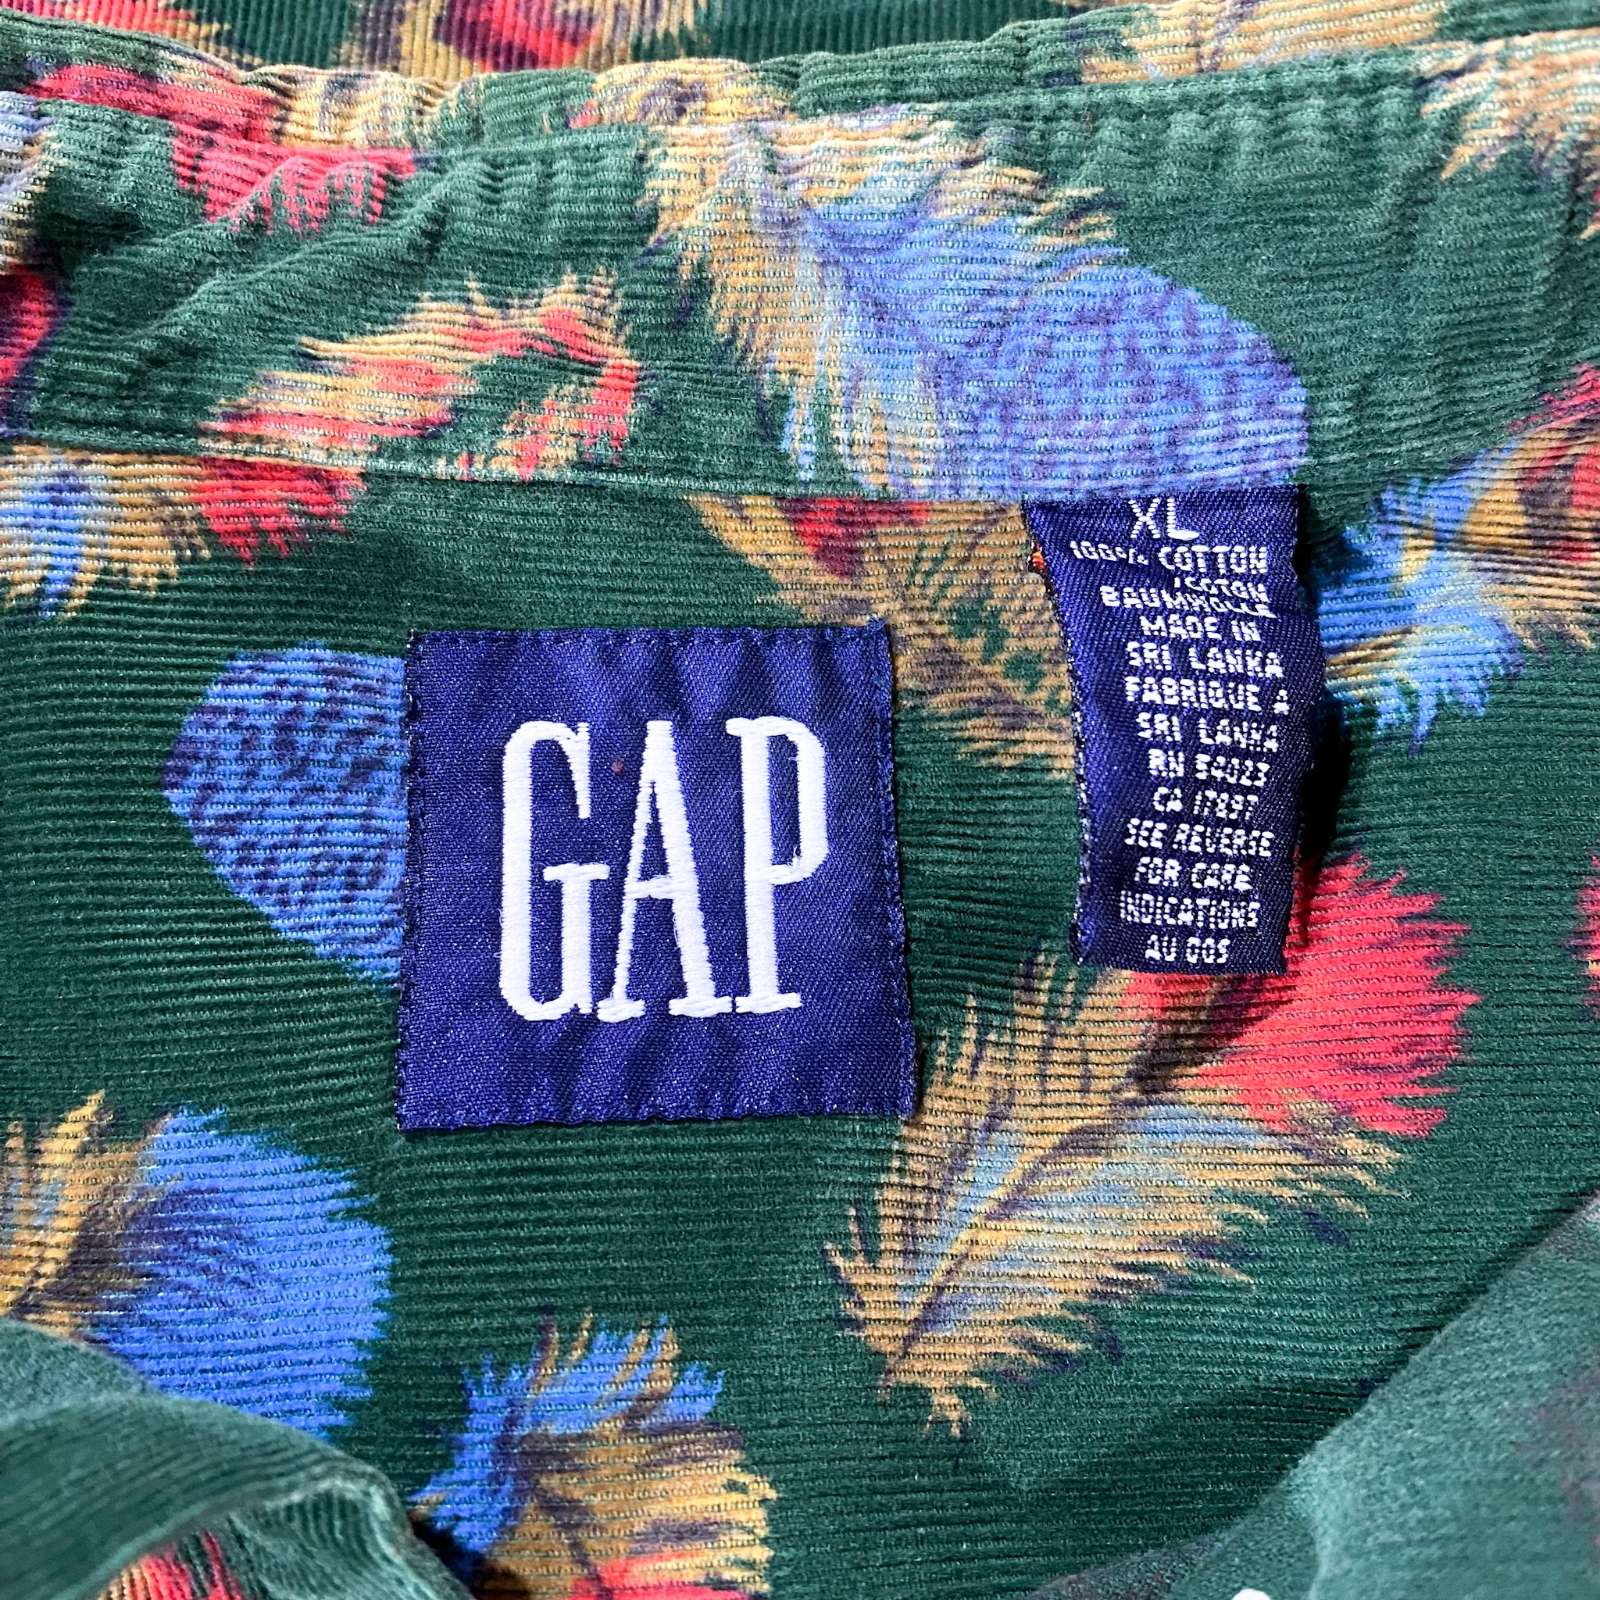 GAP
XL
100% COTTON
/COTON
BAUMWOLLE
MADE IN
SRI LANKA
FABRIQUE A
SRI LANKA
RN 54023
CA 17897
SEE REVERSE
FOR CARE
INDICATIONS
AU